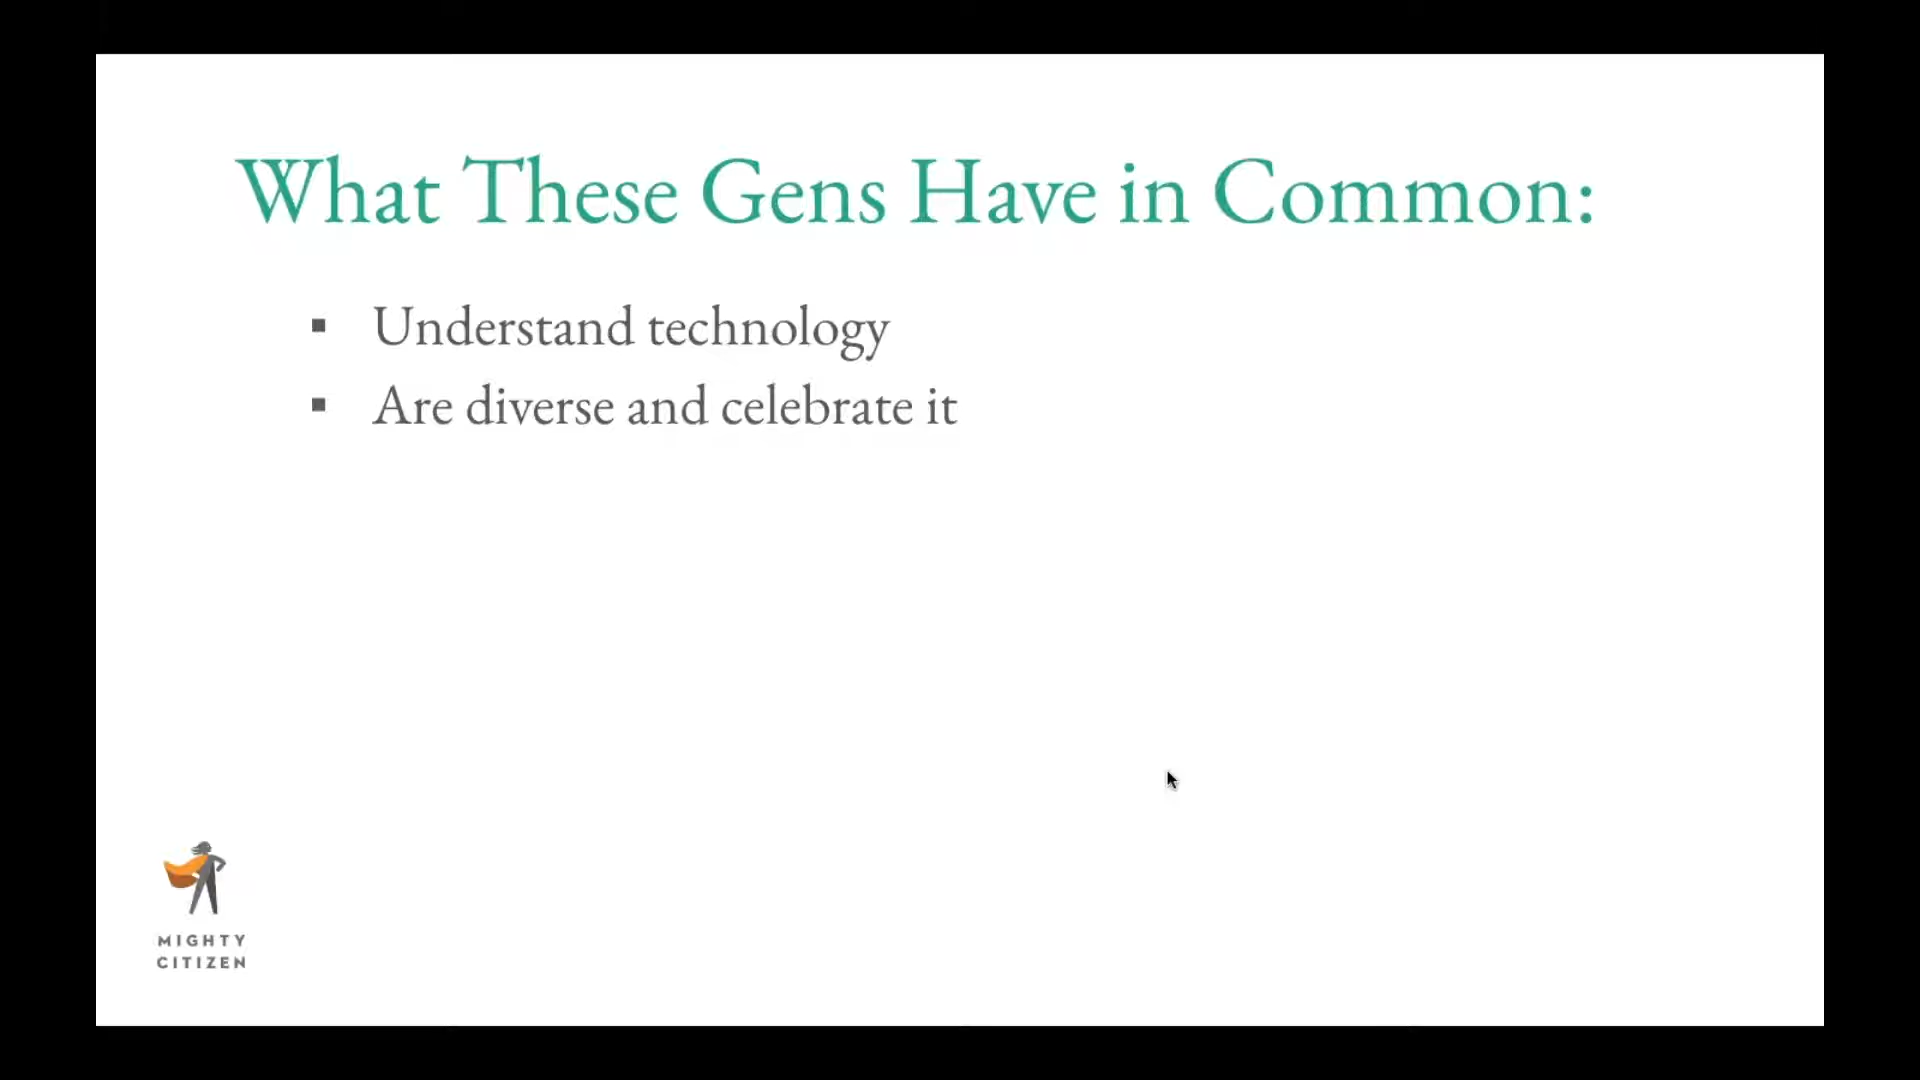 What These Gens Have in Common:
▪ Understand technology
▪ Are diverse and celebrate it
MIGHTY
CITIZEN